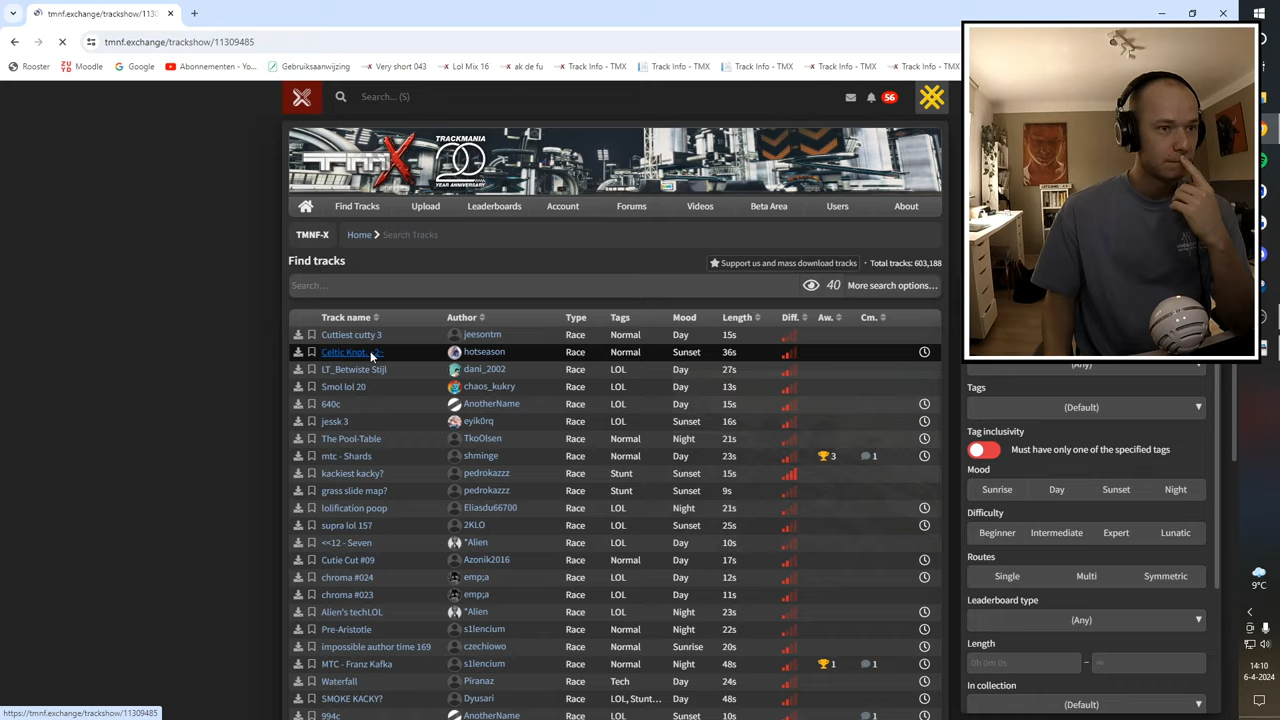 tmnf.exchange/trackshow/1130
tmnf.exchange/trackshow/11309485
Rooster
Moodle
Google
Abonnementen - Yo...
Gebruiksaanwijzing
Very short 043
Lol lik 16
ak de fu
Track Info - TMX
Track Info - TMX
Track Info - TMX
Track Info - TMX
Track Info - TMX
Search... (S)
56
TRACKMANIA
20
YEAR ANNIVERSARY
Find Tracks Upload Leaderboards Account Forums Videos Beta Area Users About
TMNF-X Home Search Tracks
Find tracks Support us and mass download tracks • Total tracks: 603,188
Search... 40 More search options...
Track name Author Type Tags Mood Length Diff. Aw. Cm.
Cuttiest cutty 3 jeesontm Race Normal Day 15s
Celtic Knot hotseason Race Normal Sunset 36s
LT_Betwiste Stijl dani_2002 Race LOL Day 27s
Smol lol 20 chaos_kukry Race LOL Day 13s
640c AnotherName Race LOL Day 15s
jessk 3 eyik0rq Race LOL Sunset 16s
The Pool-Table TkoOlsen Race Normal Night 21s
mtc - Shards shminge Race Normal Day 23s 3 1
kackiest kacky? pedrokazzz Race Stunt Sunset 15s
grass slide map? pedrokazzz Race Stunt Sunset 9s
lolification poop Eliasdu66700 Race LOL Night 21s
supra lol 157 2KLO Race LOL Sunset 25s
<<12 - Seven *Alien Race LOL Day 10s
Cutie Cut #09 Azonik2016 Race Normal Day 17s
chroma #024 emp;a Race LOL Day 12s
chroma #023 emp;a Race LOL Day 11s
Alien's techLOL *Alien Race LOL Night 23s
Pre-Aristotle s1lencium Race Normal Night 22s
impossible author time 169 czechiowo Race Normal Sunrise 20s
MTC - Franz Kafka s1lencium Race Normal Night 48s 1 1
Waterfall Piranaz Race Tech Day 24s
SMOKE KACKY? Dyusari Race LOL, Stunt... Day 48s
994c AnotherName Race LOL Sunset 16s
https://tmnf.exchange/trackshow/11309485
(Any)
Tags
(Default)
Tag inclusivity
Must have only one of the specified tags
Mood
Sunrise Day Sunset Night
Difficulty
Beginner Intermediate Expert Lunatic
Routes
Single Multi Symmetric
Leaderboard type
(Any)
Length
0h 0m 0s – ∞
In collection
(Default)
9°C
14:10
6-4-2024